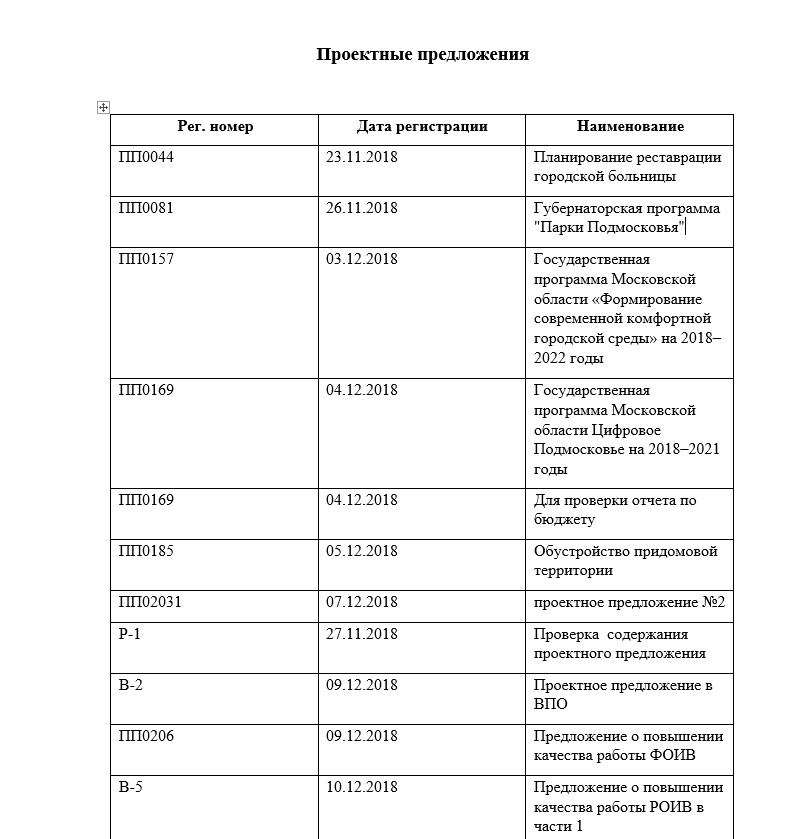 Проектные предложения
Рег. номер Дата регистрации Наименование
ПП0044 23.11.2018 Планирование реставрации
городской больницы
ПП0081 26.11.2018 Губернаторская программа
"Парки Подмосковья"
ПП0157 03.12.2018 Государственная
программа Московской
области «Формирование
современной комфортной
городской среды» на 2018–
2022 годы
ПП0169 04.12.2018 Государственная
программа Московской
области Цифровое
Подмосковье на 2018–2021
годы
ПП0169 04.12.2018 Для проверки отчета по
бюджету
ПП0185 05.12.2018 Обустройство придомовой
территории
ПП02031 07.12.2018 проектное предложение №2
Р-1 27.11.2018 Проверка  содержания
проектного предложения
В-2 09.12.2018 Проектное предложение в
ВПО
ПП0206 09.12.2018 Предложение о повышении
качества работы ФОИВ
В-5 10.12.2018 Предложение о повышении
качества работы РОИВ в
части 1